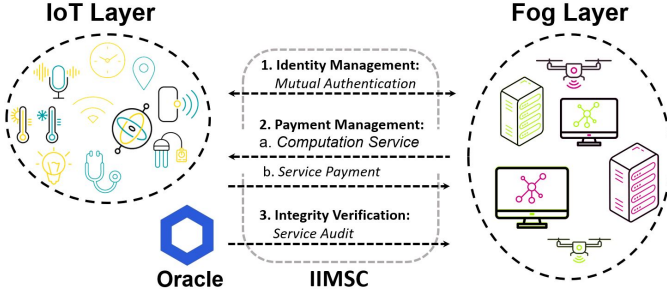 IoT Layer
Fog Layer
1. Identity Management:
Mutual Authentication
2. Payment Management:
a. Computation Service
b. Service Payment
3. Integrity Verification:
Service Audit
Oracle
IIMSC